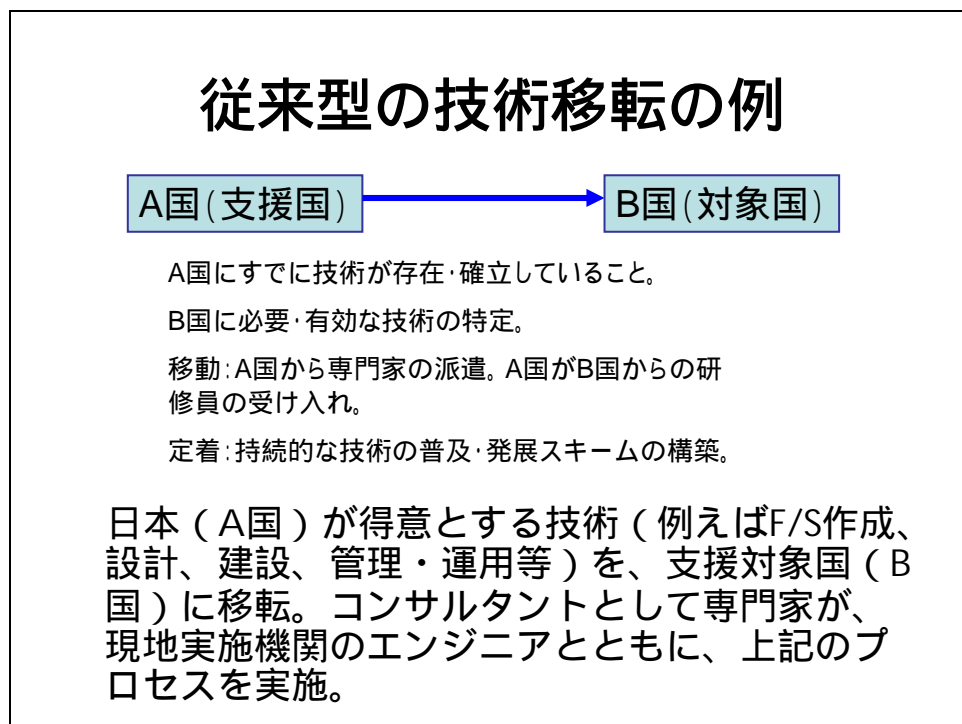 従来型の技術移転の例
A国(支援国)
B国(対象国)
A国にすでに技術が存在・確立していること。
B国に必要・有効な技術の特定。
移動:A国から専門家の派遣。A国がB国からの研
修員の受け入れ。
定着:持続的な技術の普及・発展スキームの構築。
日本(A国)が得意とする技術(例えばF/S作成、
設計、建設、管理・運用等)を、支援対象国(B
国)に移転。コンサルタントとして専門家が、
現地実施機関のエンジニアとともに、上記のプ
ロセスを実施。